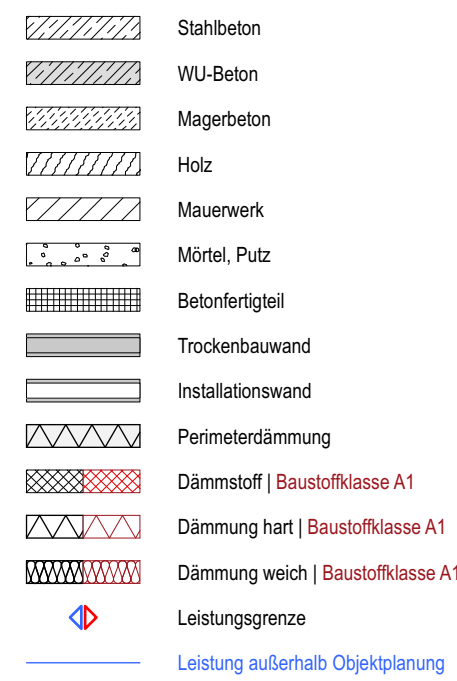 Stahlbeton
WU-Beton
Magerbeton
Holz
Mauerwerk
Mörtel, Putz
Betonfertigteil
Trockenbauwand
Installationswand
Perimeterdämmung
Dämmstoff | Baustoffklasse A1
Dämmung hart | Baustoffklasse A1
Dämmung weich | Baustoffklasse A1
Leistungsgrenze
Leistung außerhalb Objektplanung